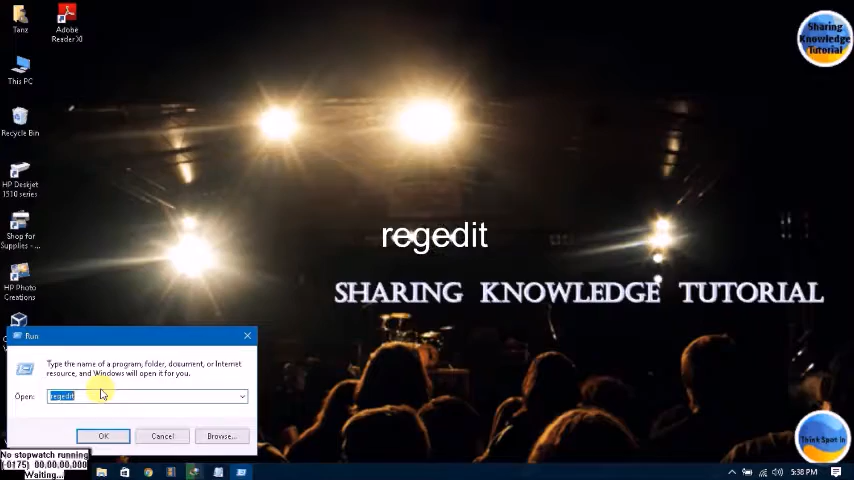 Tanz
Adobe
Reader XI
Sharing
Knowledge
Tutorial
This PC
Recycle Bin
HP Deskjet
1510 series
Shop for
Supplies - ...
HP Photo
Creations
regedit
SHARING KNOWLEDGE TUTORIAL
Run
Type the name of a program, folder, document, or Internet
resource, and Windows will open it for you.
Open:
regedit
OK
Cancel
Browse...
No stopwatch running
[-0175] 00,00,00.000
Waiting...
Think Spot In
5:38 PM